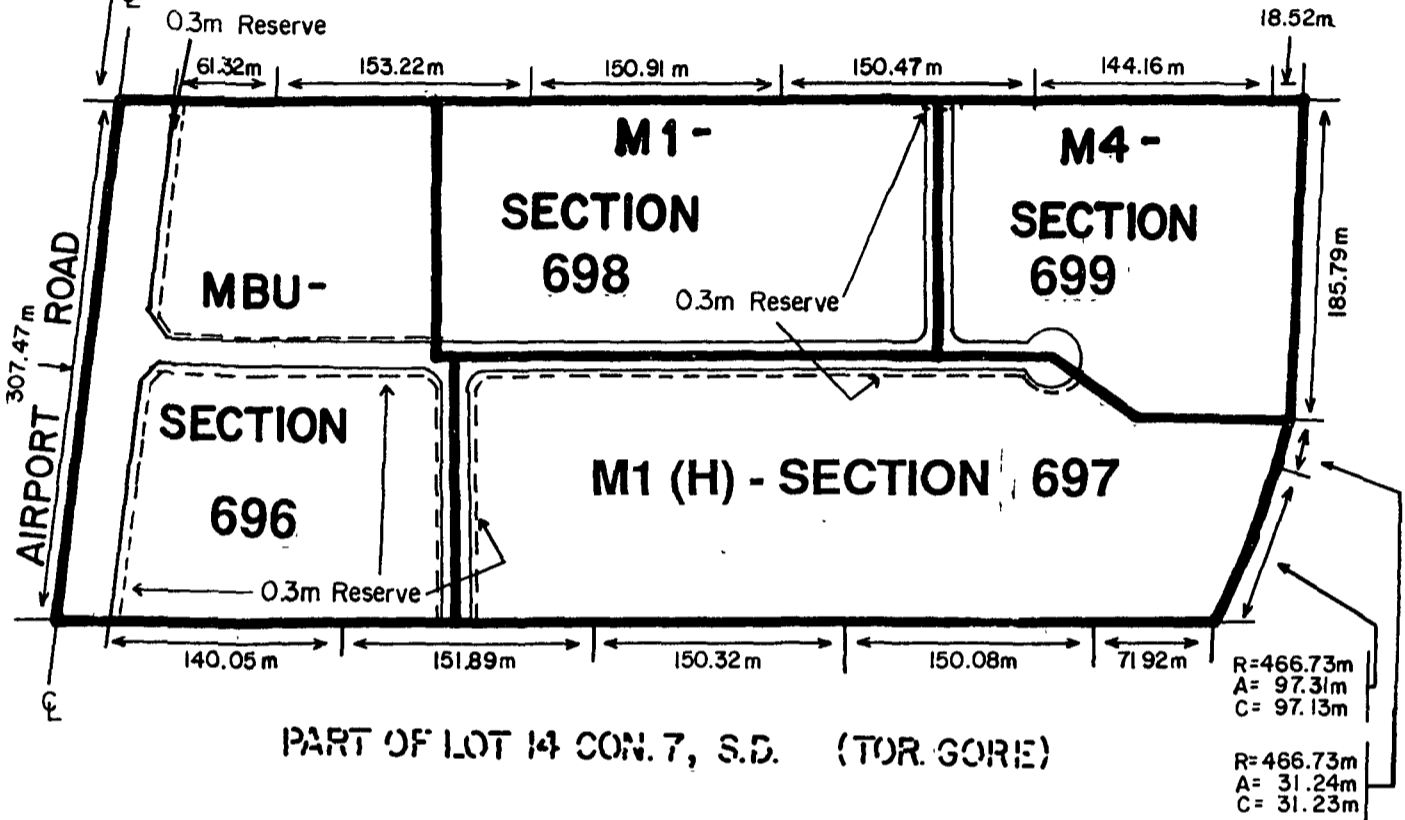 ℄
0.3m Reserve
18.52m
61.32m 153.22m 150.91 m 150.47m 144.16 m
M1-
SECTION
698
M4-
SECTION
699
MBU-
SECTION
696
0.3m Reserve
185.79m
307.47m
AIRPORT ROAD
M1 (H) - SECTION 697
0.3m Reserve
140.05m 151.89m 150.32m 150.08m 71 92m
℄
R=466.73m
A= 97.31m
C= 97.13m
PART OF LOT 14 CON. 7, S.D. (TOR. GORE)
R=466.73m
A= 31.24m
C= 31.23m